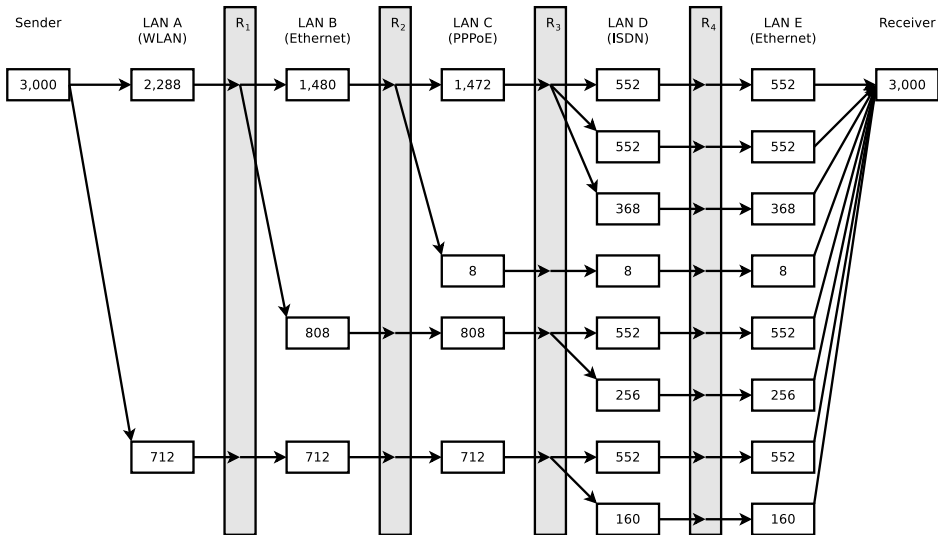 Sender LAN A R1 LAN B R2 LAN C R3 LAN D R4 LAN E Receiver
(WLAN) (Ethernet) (PPPoE) (ISDN) (Ethernet)
3,000 2,288 1,480 1,472 552 552 3,000
552 552
368 368
8 8 8
808 808 552 552
256 256
712 712 712 552 552
160 160